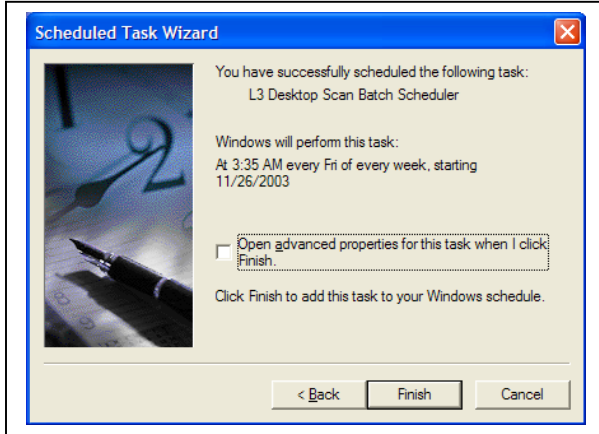 Scheduled Task Wizard
You have successfully scheduled the following task:
L3 Desktop Scan Batch Scheduler
Windows will perform this task:
At 3:35 AM every Fri of every week, starting
11/26/2003
Open advanced properties for this task when I click
Finish.
Click Finish to add this task to your Windows schedule.
< Back
Finish
Cancel